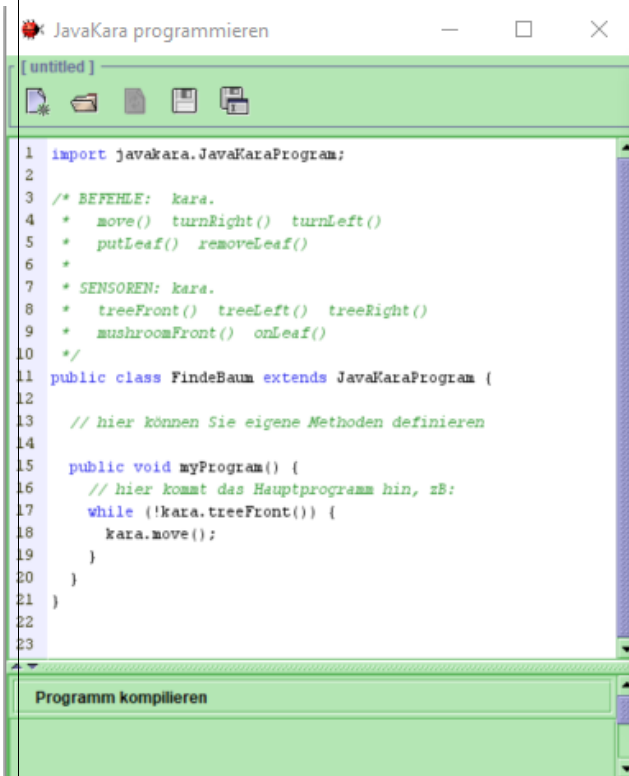 JavaKara programmieren
[ untitled ]
1 import javakara.JavaKaraProgram;
2
3 /* BEFEHLE:  kara.
4  *   move()  turnRight()  turnLeft()
5  *   putLeaf()  removeLeaf()
6  *
7  * SENSOREN: kara.
8  *   treeFront()  treeLeft()  treeRight()
9  *   mushroomFront()  onLeaf()
10  */
11 public class FindeBaum extends JavaKaraProgram {
12
13   // hier können Sie eigene Methoden definieren
14
15   public void myProgram() {
16     // hier kommt das Hauptprogramm hin, zB:
17     while (!kara.treeFront()) {
18       kara.move();
19     }
20   }
21 }
22
23
Programm kompilieren